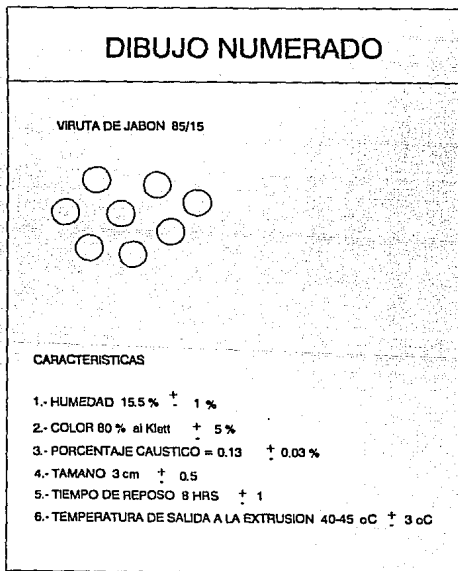 DIBUJO NUMERADO
VIRUTA DE JABON 85/15
CARACTERISTICAS
1.- HUMEDAD 15.5 % ± 1 %
2.- COLOR 80 % al Klett ± 5 %
3.- PORCENTAJE CAUSTICO = 0.13 ± 0.03 %
4.- TAMANO 3 cm ± 0.5
5.- TIEMPO DE REPOSO 8 HRS ± 1
6.- TEMPERATURA DE SALIDA A LA EXTRUSION 40-45 oC ± 3 oC